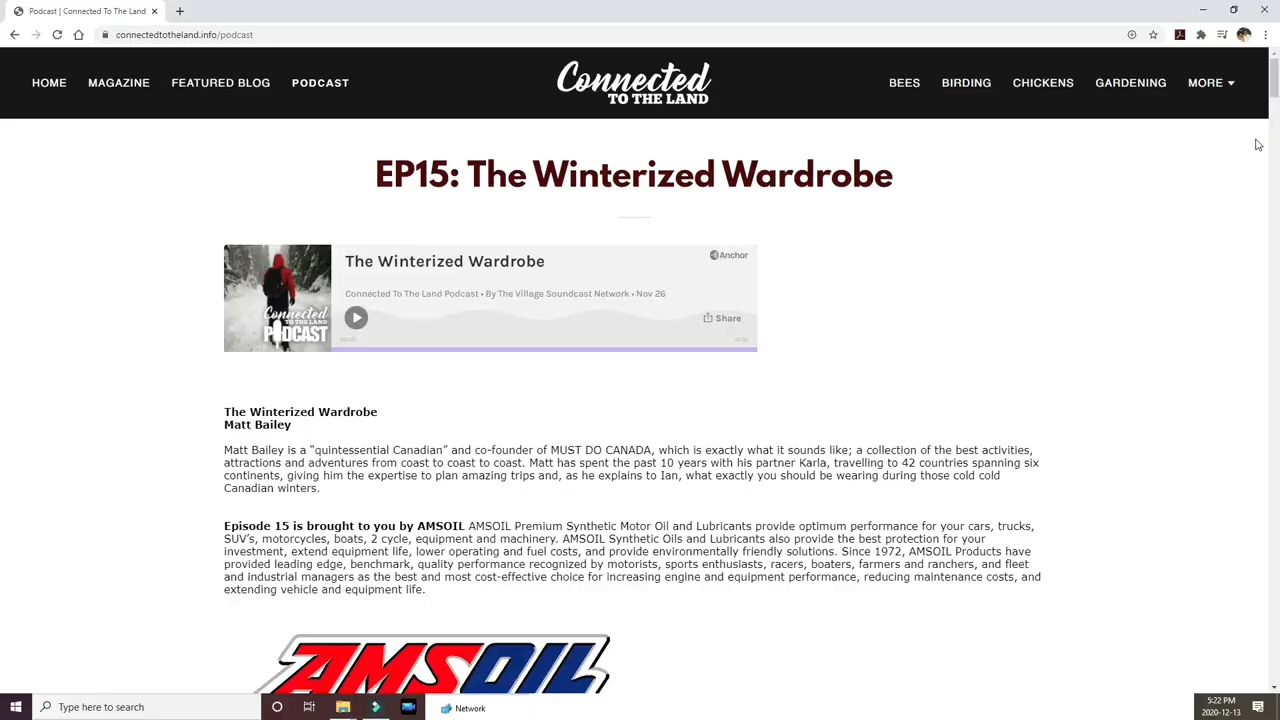 Podcast | Connected To The Land
connectedtotheland.info/podcast
HOME MAGAZINE FEATURED BLOG PODCAST
Connected
TO THE LAND
BEES BIRDING CHICKENS GARDENING MORE
EP15: The Winterized Wardrobe
The Winterized Wardrobe
Anchor
Connected To The Land Podcast • By The Village Soundcast Network • Nov 26
Share
Connected
TO THE LAND
PODCAST
The Winterized Wardrobe
Matt Bailey
Matt Bailey is a “quintessential Canadian” and co-founder of MUST DO CANADA, which is exactly what it sounds like; a collection of the best activities,
attractions and adventures from coast to coast to coast. Matt has spent the past 10 years with his partner Karla, travelling to 42 countries spanning six
continents, giving him the expertise to plan amazing trips and, as he explains to Ian, what exactly you should be wearing during those cold cold
Canadian winters.
Episode 15 is brought to you by AMSOIL AMSOIL Premium Synthetic Motor Oil and Lubricants provide optimum performance for your cars, trucks,
SUV’s, motorcycles, boats, 2 cycle, equipment and machinery. AMSOIL Synthetic Oils and Lubricants also provide the best protection for your
investment, extend equipment life, lower operating and fuel costs, and provide environmentally friendly solutions. Since 1972, AMSOIL Products have
provided leading edge, benchmark, quality performance recognized by motorists, sports enthusiasts, racers, boaters, farmers and ranchers, and fleet
and industrial managers as the best and most cost-effective choice for increasing engine and equipment performance, reducing maintenance costs, and
extending vehicle and equipment life.
AMSOIL
Type here to search
Network
5:22 PM
2020-12-13